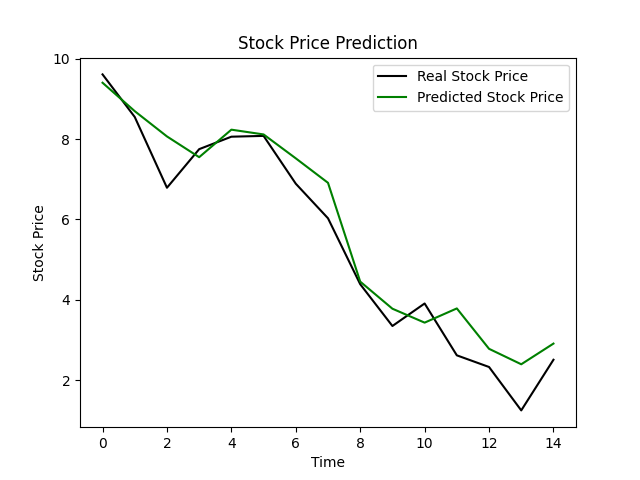 Stock Price Prediction
Real Stock Price
Predicted Stock Price
Stock Price
10
8
6
4
2
0 2 4 6 8 10 12 14
Time